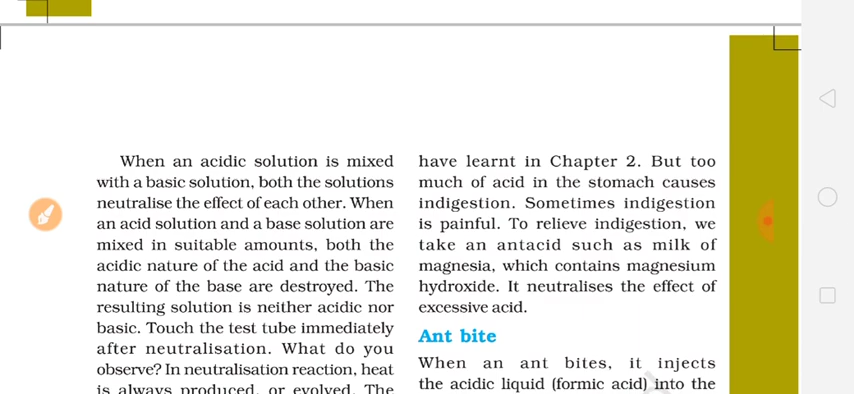 When an acidic solution is mixed
with a basic solution, both the solutions
neutralise the effect of each other. When
an acid solution and a base solution are
mixed in suitable amounts, both the
acidic nature of the acid and the basic
nature of the base are destroyed. The
resulting solution is neither acidic nor
basic. Touch the test tube immediately
after neutralisation. What do you
observe? In neutralisation reaction, heat
is always produced, or evolved. The
have learnt in Chapter 2. But too
much of acid in the stomach causes
indigestion. Sometimes indigestion
is painful. To relieve indigestion, we
take an antacid such as milk of
magnesia, which contains magnesium
hydroxide. It neutralises the effect of
excessive acid.
Ant bite
When an ant bites, it injects
the acidic liquid (formic acid) into the